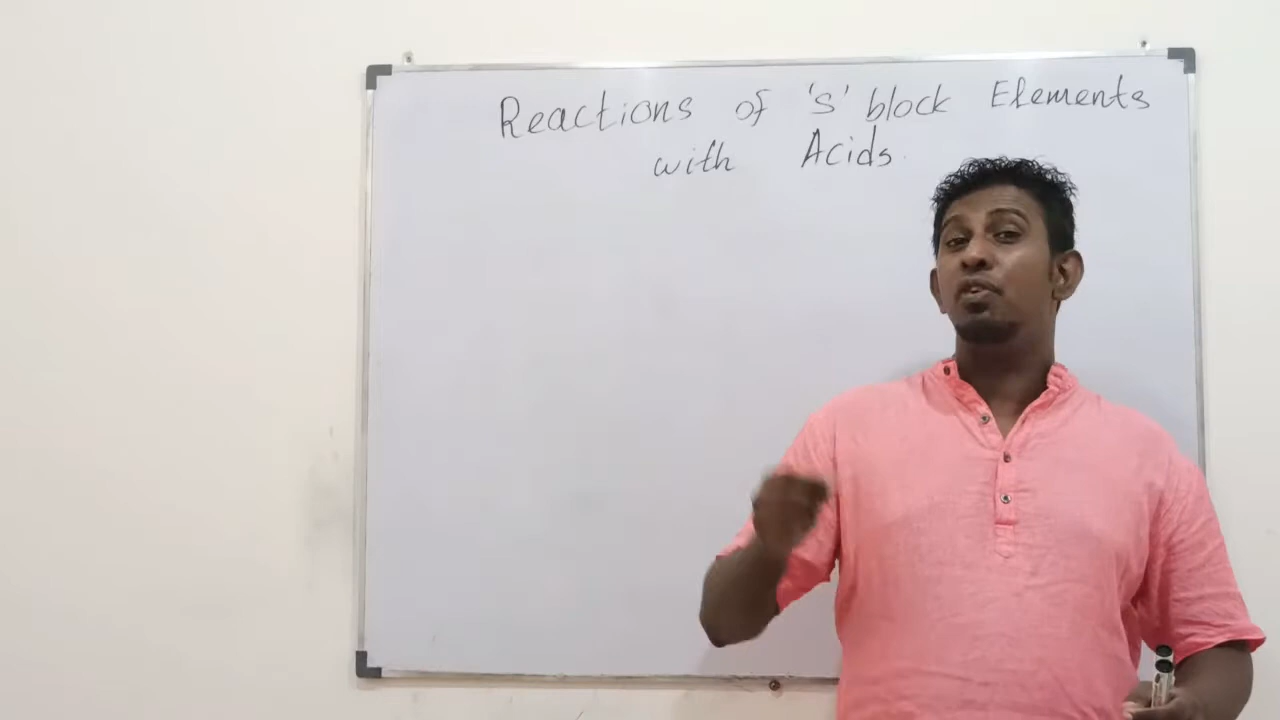 Reactions of 's' block Elements
with Acids.